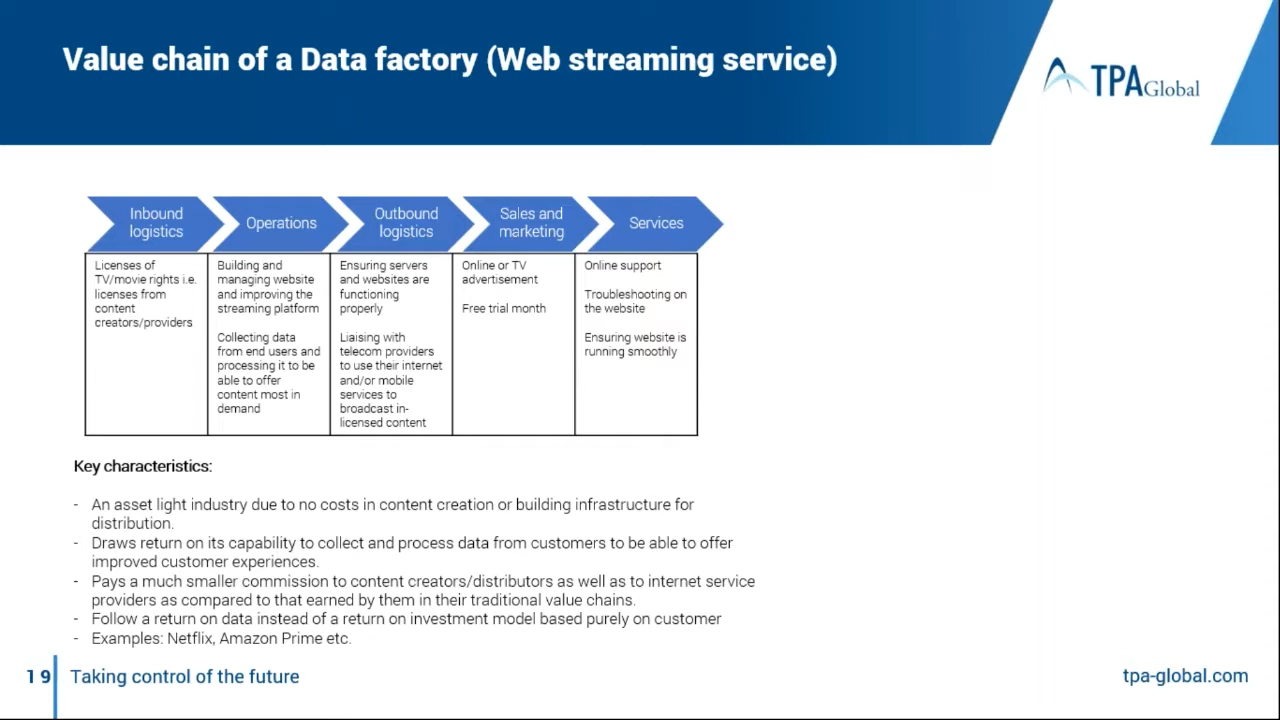 Value chain of a Data factory (Web streaming service)
TPAGlobal
Inbound
logistics
Operations
Outbound
logistics
Sales and
marketing
Services
Licenses of
TV/movie rights i.e.
licenses from
content
creators/providers
Building and
managing website
and improving the
streaming platform
Collecting data
from end users and
processing it to be
able to offer
content most in
demand
Ensuring servers
and websites are
functioning
properly
Liaising with
telecom providers
to use their internet
and/or mobile
services to
broadcast in-
licensed content
Online or TV
advertisement
Free trial month
Online support
Troubleshooting on
the website
Ensuring website is
running smoothly
Key characteristics:
- An asset light industry due to no costs in content creation or building infrastructure for
distribution.
- Draws return on its capability to collect and process data from customers to be able to offer
improved customer experiences.
- Pays a much smaller commission to content creators/distributors as well as to internet service
providers as compared to that earned by them in their traditional value chains.
- Follow a return on data instead of a return on investment model based purely on customer
- Examples: Netflix, Amazon Prime etc.
19 Taking control of the future
tpa-global.com